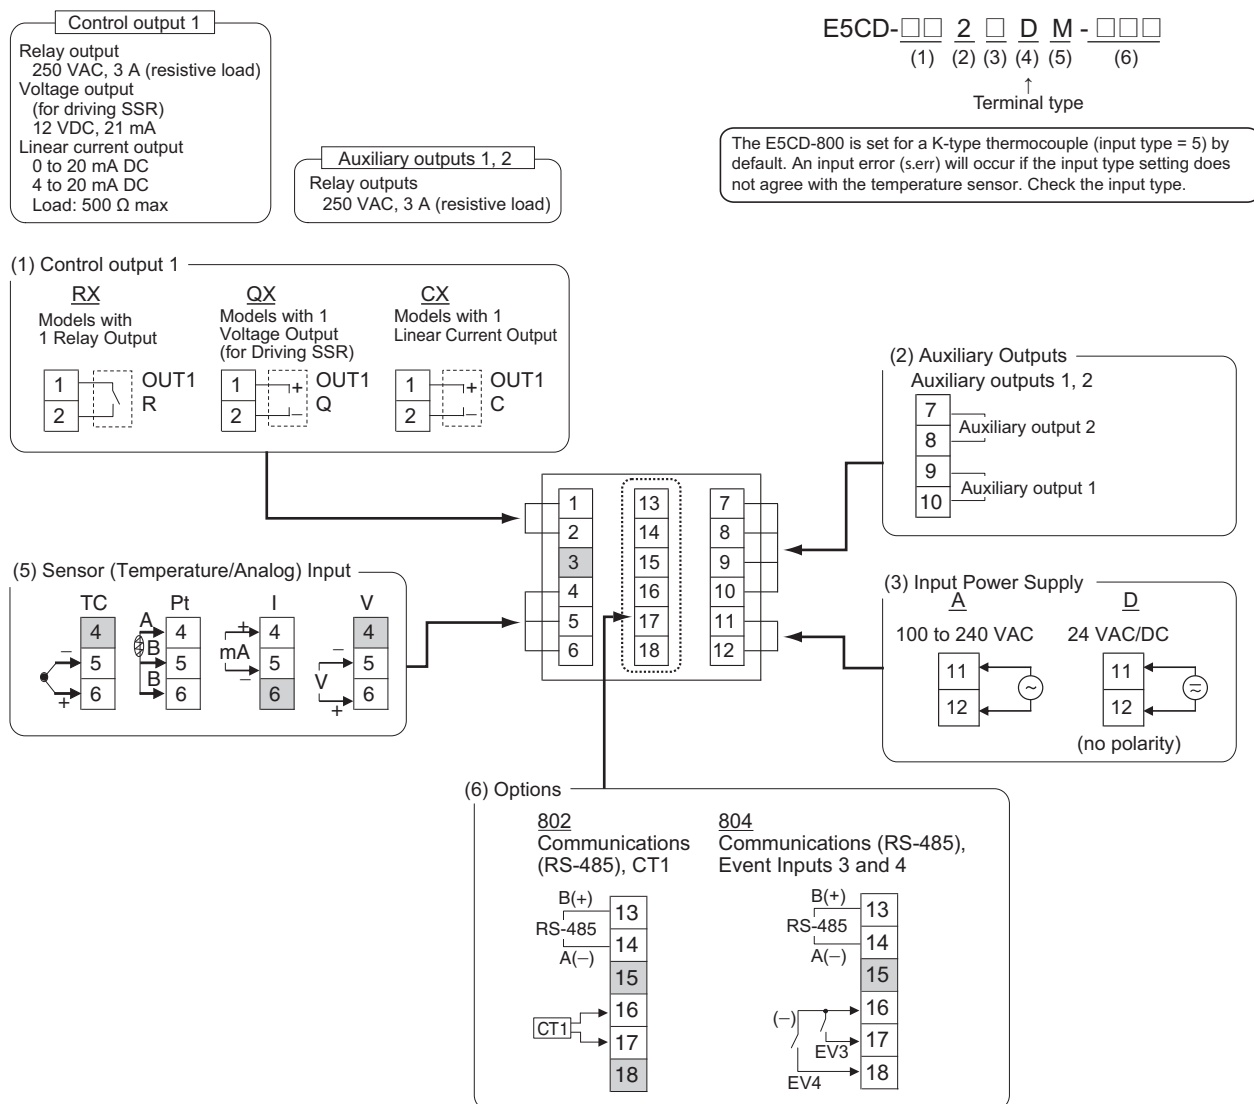 Control output 1
Relay output
250 VAC, 3 A (resistive load)
Voltage output
(for driving SSR)
12 VDC, 21 mA
Linear current output
0 to 20 mA DC
4 to 20 mA DC
Load: 500 Ω max
Auxiliary outputs 1, 2
Relay outputs
250 VAC, 3 A (resistive load)
E5CD-□□ 2 □ D M - □□□
(1) (2) (3) (4) (5) (6)
↑
Terminal type
The E5CD-800 is set for a K-type thermocouple (input type = 5) by
default. An input error (s.err) will occur if the input type setting does
not agree with the temperature sensor. Check the input type.
(1) Control output 1
RX
Models with
1 Relay Output
1
2
OUT1
R
QX
Models with 1
Voltage Output
(for Driving SSR)
1
2
+
−
OUT1
Q
CX
Models with 1
Linear Current Output
1
2
+
−
OUT1
C
(2) Auxiliary Outputs
Auxiliary outputs 1, 2
7
8
Auxiliary output 2
9
10
Auxiliary output 1
1
2
3
4
5
6
13
14
15
16
17
18
7
8
9
10
11
12
(5) Sensor (Temperature/Analog) Input
TC
4
− 5
+ 6
Pt
A 4
B 5
B 6
I
+ 4
mA
− 5
6
V
4
− 5
V
+ 6
(3) Input Power Supply
A
100 to 240 VAC
11
12
~
D
24 VAC/DC
11
12
(no polarity)
(6) Options
802
Communications
(RS-485), CT1
B(+)
RS-485
A(−)
13
14
15
16
CT1
17
18
804
Communications (RS-485),
Event Inputs 3 and 4
B(+)
RS-485
A(−)
13
14
15
16
(−)
17
EV3
18
EV4